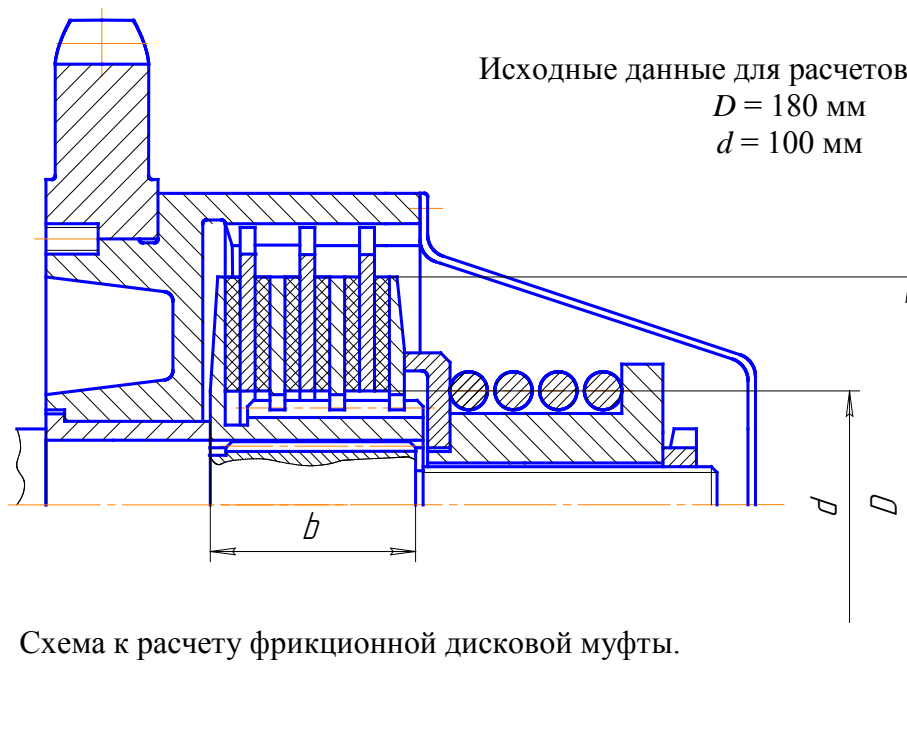 Исходные данные для расчетов
D = 180 мм
d = 100 мм
b
d
D
Схема к расчету фрикционной дисковой муфты.